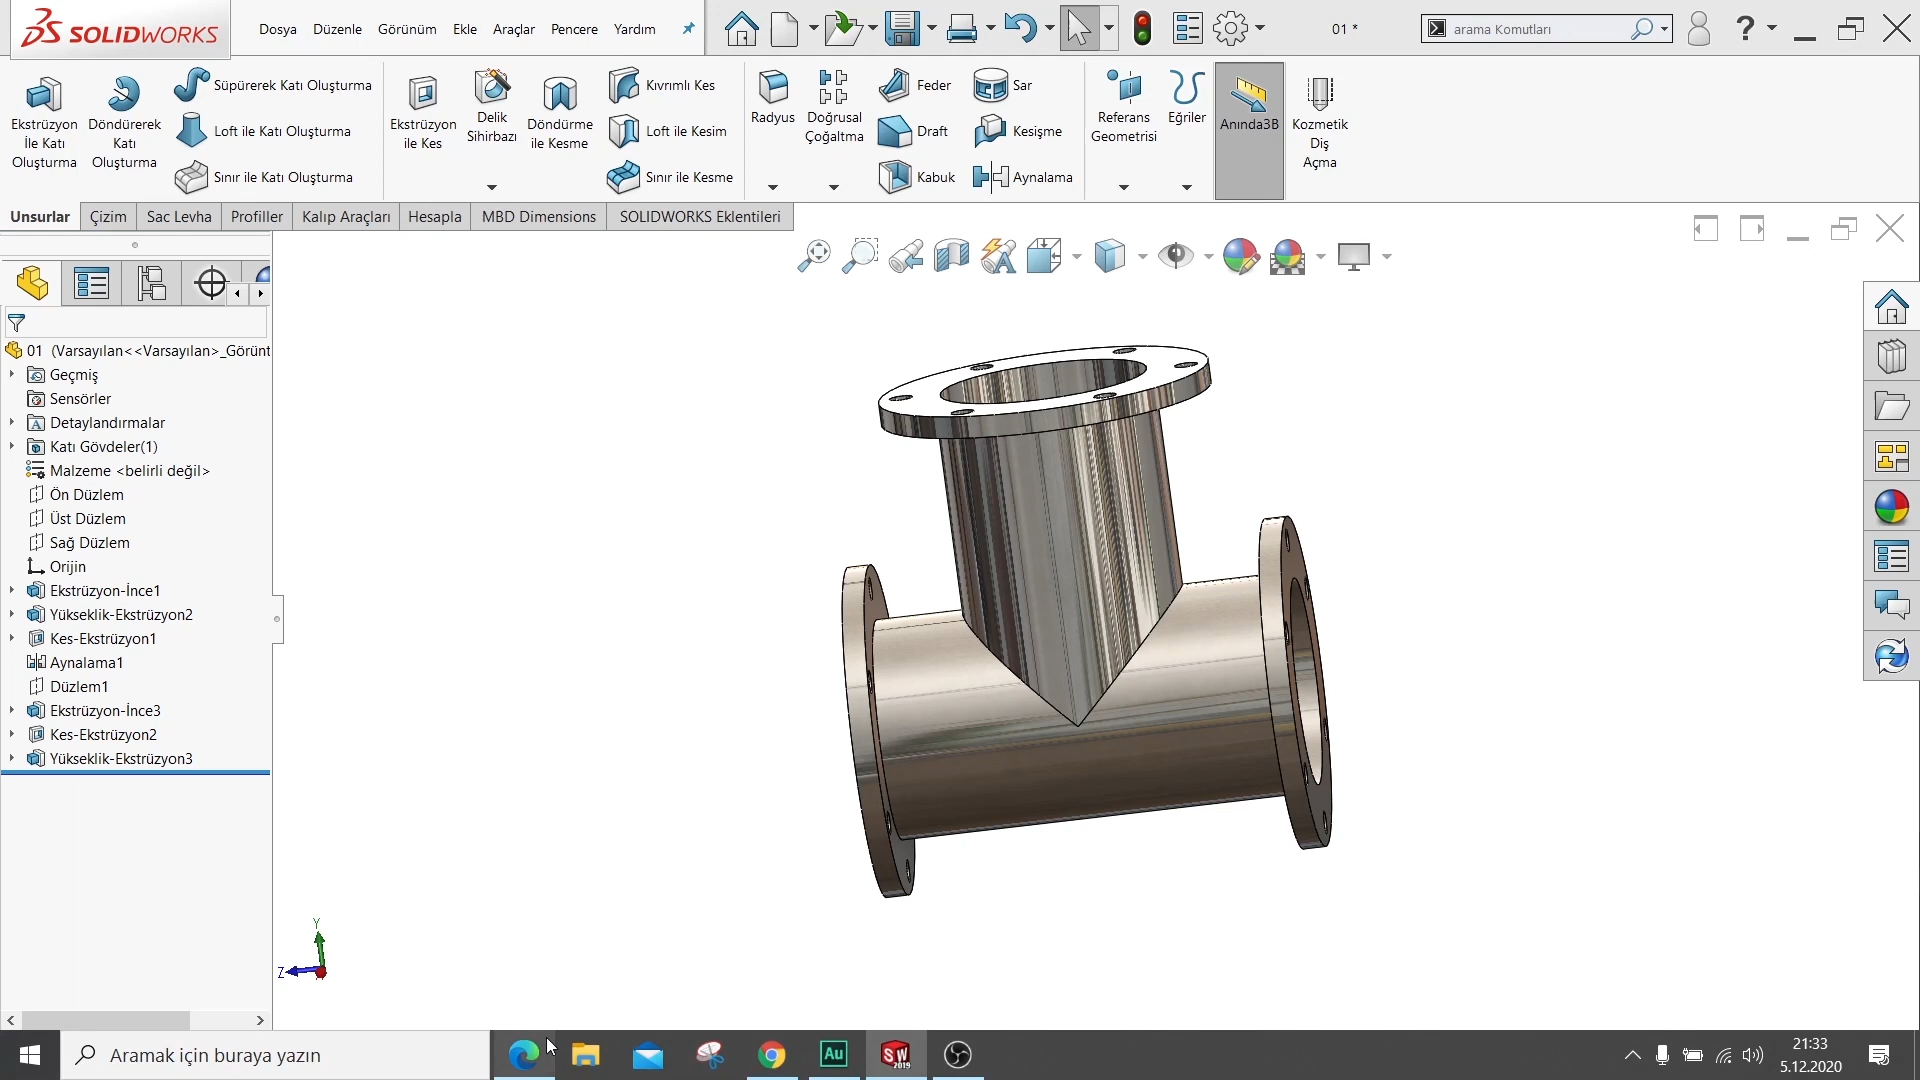 SOLIDWORKS
Dosya Düzenle Görünüm Ekle Araçlar Pencere Yardım
01 *
arama Komutları
Ekstrüzyon İle Katı Oluşturma
Döndürerek Katı Oluşturma
Süpürerek Katı Oluşturma
Loft ile Katı Oluşturma
Sınır ile Katı Oluşturma
Ekstrüzyon ile Kes
Delik Sihirbazı
Döndürme ile Kesme
Kıvrımlı Kes
Loft ile Kesim
Sınır ile Kesme
Radyus
Doğrusal Çoğaltma
Feder
Draft
Kabuk
Sar
Kesişme
Aynalama
Referans Geometrisi
Eğriler
Anında3B
Kozmetik Diş Açma
Unsurlar Çizim Sac Levha Profiller Kalıp Araçları Hesapla MBD Dimensions SOLIDWORKS Eklentileri
01 (Varsayılan<<Varsayılan>_Görünt
Geçmiş
Sensörler
Detaylandırmalar
Katı Gövdeler(1)
Malzeme <belirli değil>
Ön Düzlem
Üst Düzlem
Sağ Düzlem
Orijin
Ekstrüzyon-İnce1
Yükseklik-Ekstrüzyon2
Kes-Ekstrüzyon1
Aynalama1
Düzlem1
Ekstrüzyon-İnce3
Kes-Ekstrüzyon2
Yükseklik-Ekstrüzyon3
Y
Z
Aramak için buraya yazın
Au
SW
2019
21:33
5.12.2020